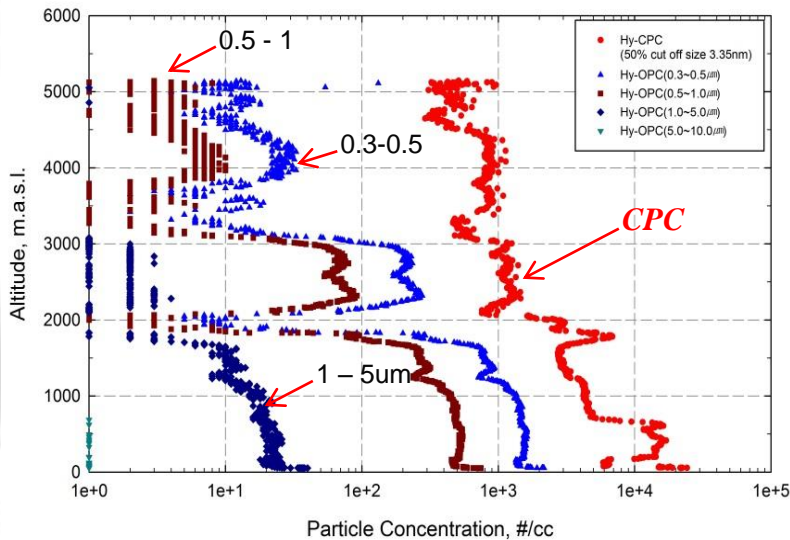 6000
5000
4000
3000
2000
1000
0
Altitude, m.a.s.l.
1e+0
1e+1
1e+2
1e+3
1e+4
1e+5
Particle Concentration, #/cc
0.5 - 1
0.3-0.5
CPC
1 – 5um
Hy-CPC
(50% cut off size 3.35nm)
Hy-OPC(0.3~0.5㎛)
Hy-OPC(0.5~1.0㎛)
Hy-OPC(1.0~5.0㎛)
Hy-OPC(5.0~10.0㎛)